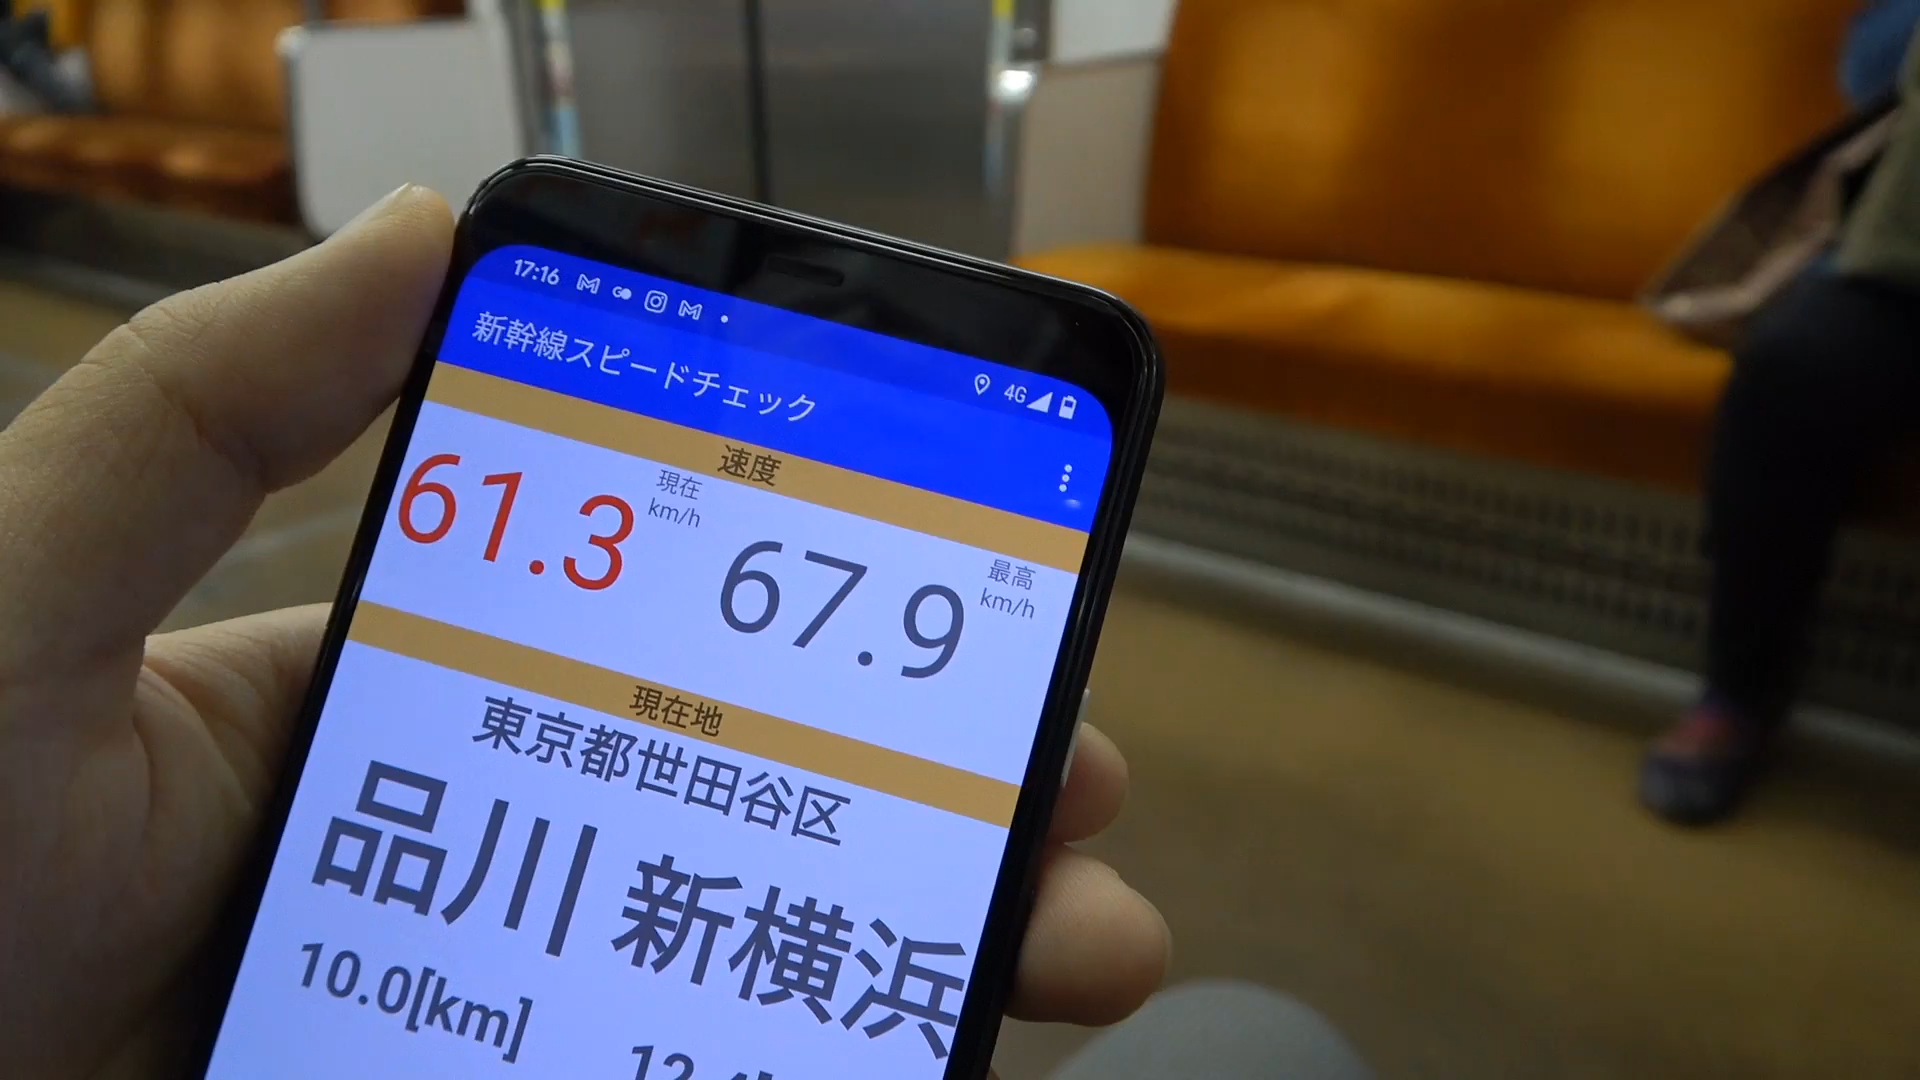 17:16
4G
新幹線スピードチェック
速度
61.3 現在 km/h 67.9 最高 km/h
現在地
東京都世田谷区
品川 新横浜
10.0[km]